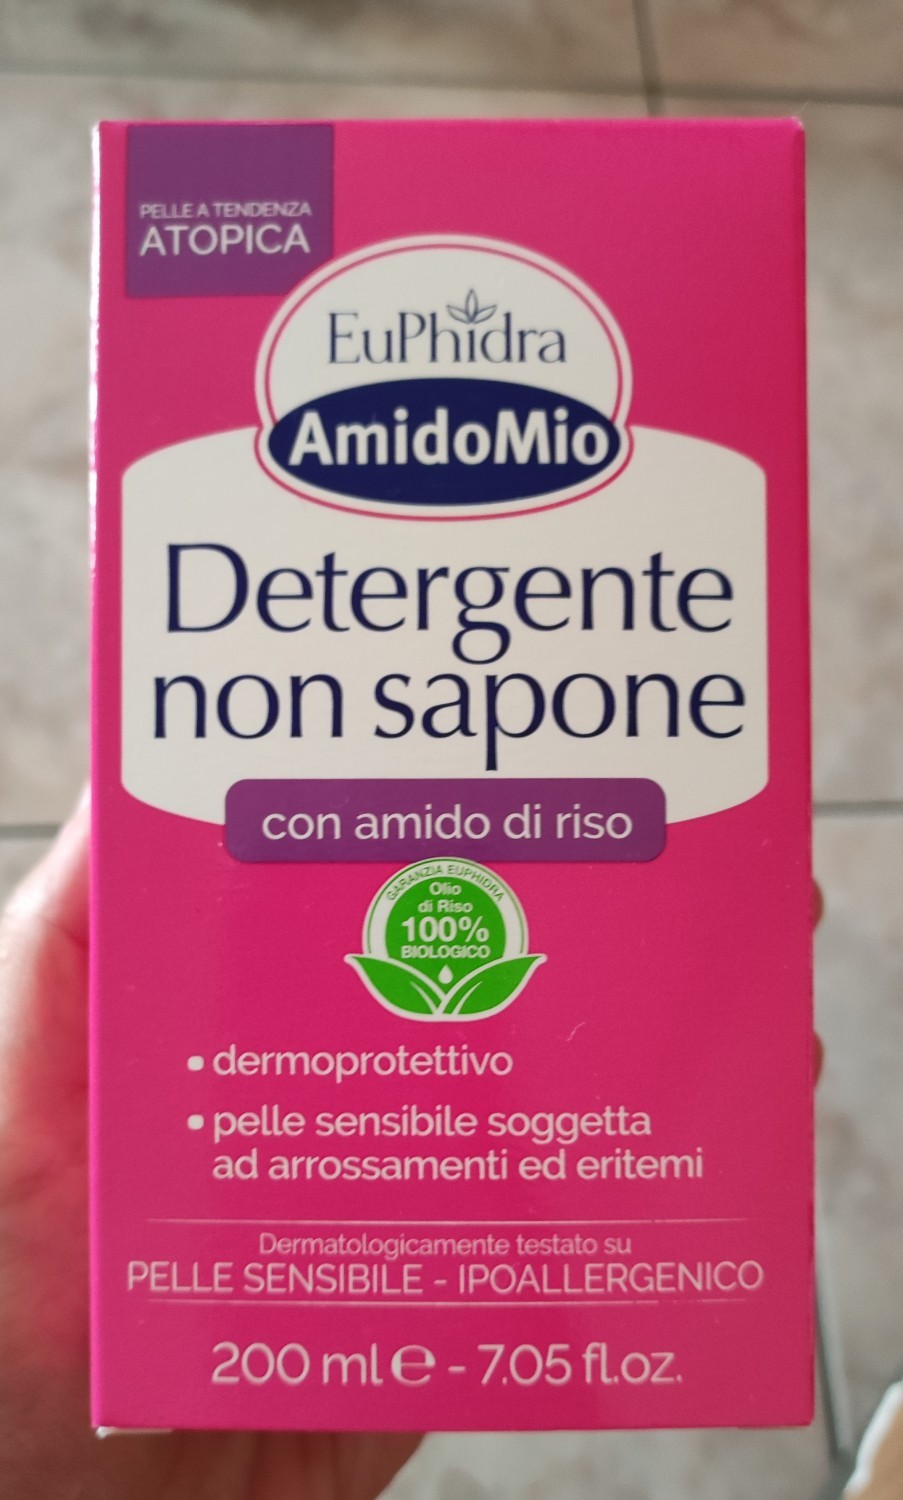 PELLE A TENDENZA
ATOPICA
EuPhidra
AmidoMio
Detergente
non sapone
con amido di riso
GARANZIA EUPHIDRA
Olio
di Riso
100%
BIOLOGICO
• dermoprotettivo
• pelle sensibile soggetta
ad arrossamenti ed eritemi
Dermatologicamente testato su
PELLE SENSIBILE - IPOALLERGENICO
200 ml e - 7.05 fl.oz.